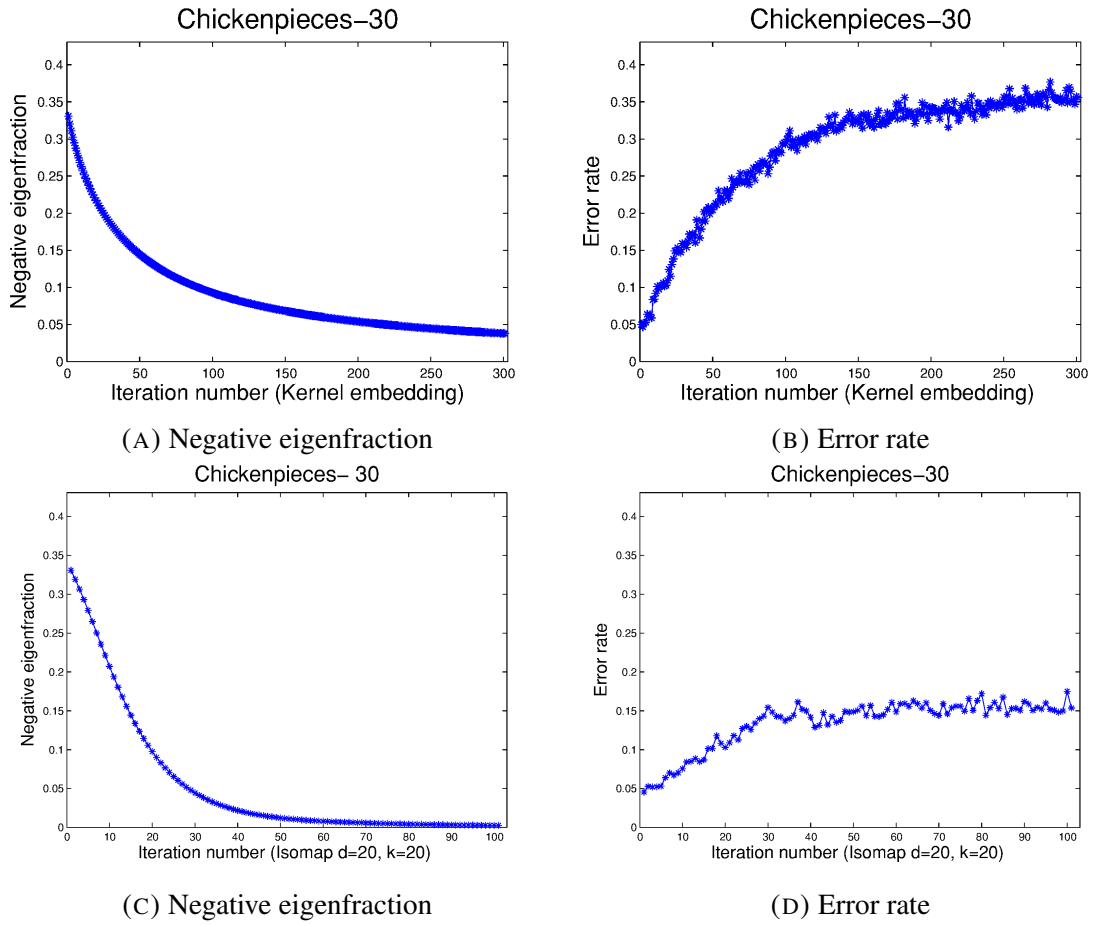 Chickenpieces–30
Negative eigenfraction
0.4
0.35
0.3
0.25
0.2
0.15
0.1
0.05
0
0 50 100 150 200 250 300
Iteration number (Kernel embedding)
(A) Negative eigenfraction
Chickenpieces–30
Error rate
0.4
0.35
0.3
0.25
0.2
0.15
0.1
0.05
0
0 50 100 150 200 250 300
Iteration number (Kernel embedding)
(B) Error rate
Chickenpieces– 30
Negative eigenfraction
0.4
0.35
0.3
0.25
0.2
0.15
0.1
0.05
0
0 10 20 30 40 50 60 70 80 90 100
Iteration number (Isomap d=20, k=20)
(C) Negative eigenfraction
Chickenpieces–30
Error rate
0.4
0.35
0.3
0.25
0.2
0.15
0.1
0.05
0
0 10 20 30 40 50 60 70 80 90 100
Iteration number (Isomap d=20, k=20)
(D) Error rate